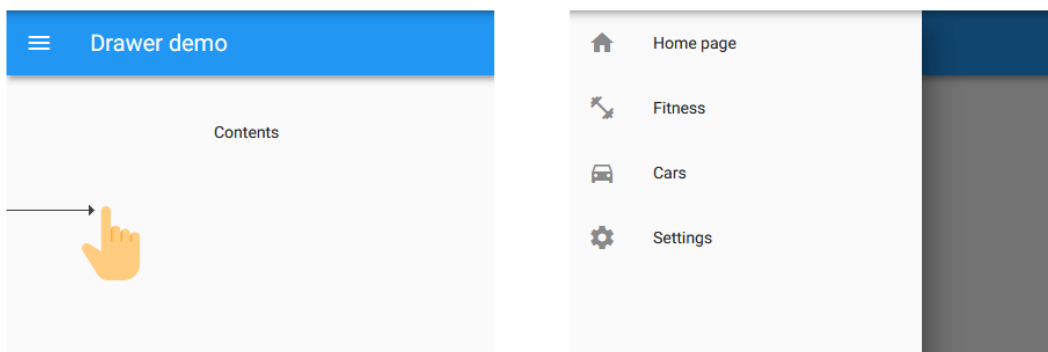 Drawer demo
Contents
Home page
Fitness
Cars
Settings